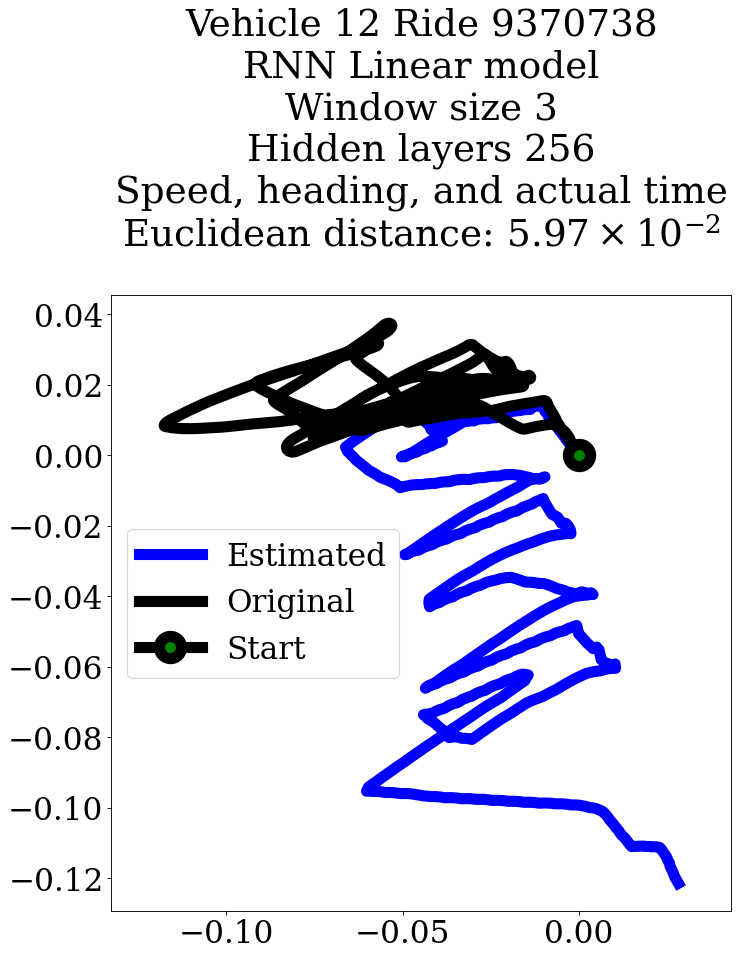 Vehicle 12 Ride 9370738
RNN Linear model
Window size 3
Hidden layers 256
Speed, heading, and actual time
Euclidean distance: 5.97 × 10⁻²
0.04
0.02
0.00
−0.02
−0.04
−0.06
−0.08
−0.10
−0.12
Estimated
Original
Start
−0.10 −0.05 0.00